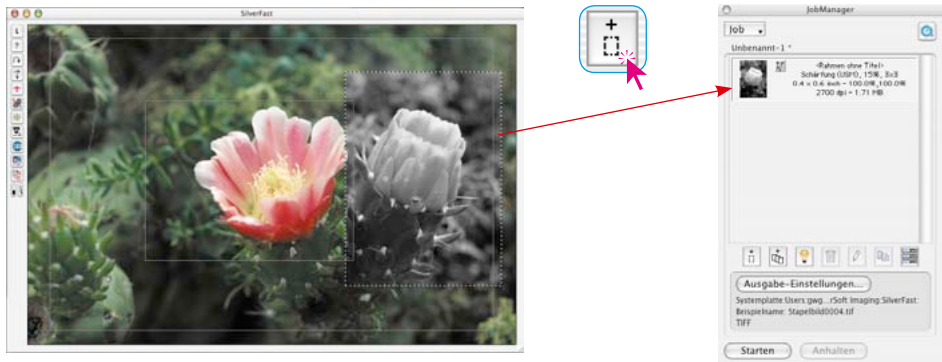 SilverFast
JobManager
Job
Unbenannt-1 *
<Rahmen ohne Titel>
Schärfung (USM), 15%, 3x3
0.4 x 0.6 inch - 100.0%,100.0%
2700 dpi - 1.71 MB
Ausgabe-Einstellungen...
Systemplatte:Users:gwg...rSoft Imaging:SilverFast:
Beispielname: Stapelbild0004.tif
TIFF
Starten
Anhalten